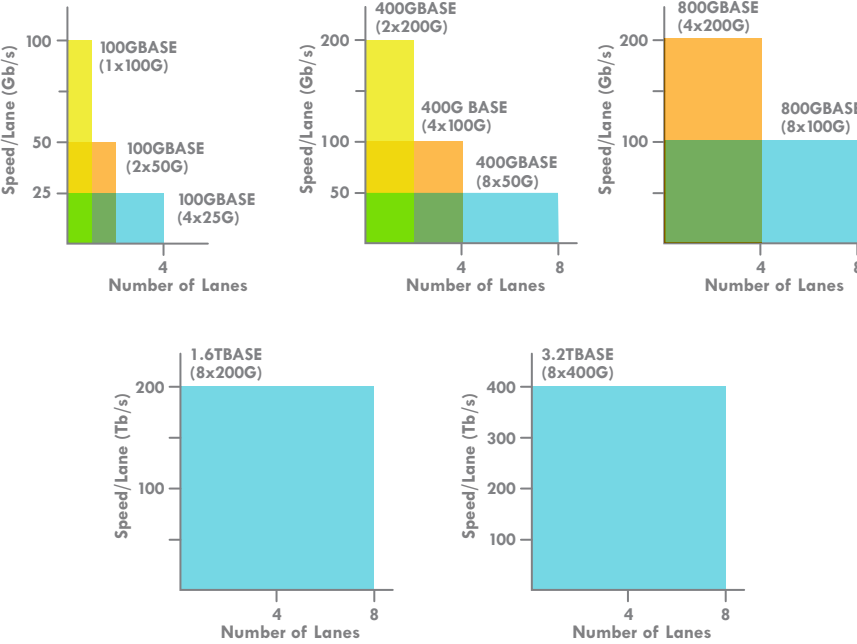 100GBASE
(1x100G)
100GBASE
(2x50G)
100GBASE
(4x25G)
100
50
25
Speed/Lane (Gb/s)
4
Number of Lanes
400GBASE
(2x200G)
400G BASE
(4x100G)
400GBASE
(8x50G)
200
100
50
Speed/Lane (Gb/s)
4 8
Number of Lanes
800GBASE
(4x200G)
800GBASE
(8x100G)
200
100
Speed/Lane (Gb/s)
4 8
Number of Lanes
1.6TBASE
(8x200G)
200
100
Speed/Lane (Tb/s)
4 8
Number of Lanes
3.2TBASE
(8x400G)
400
300
200
100
Speed/Lane (Tb/s)
4 8
Number of Lanes